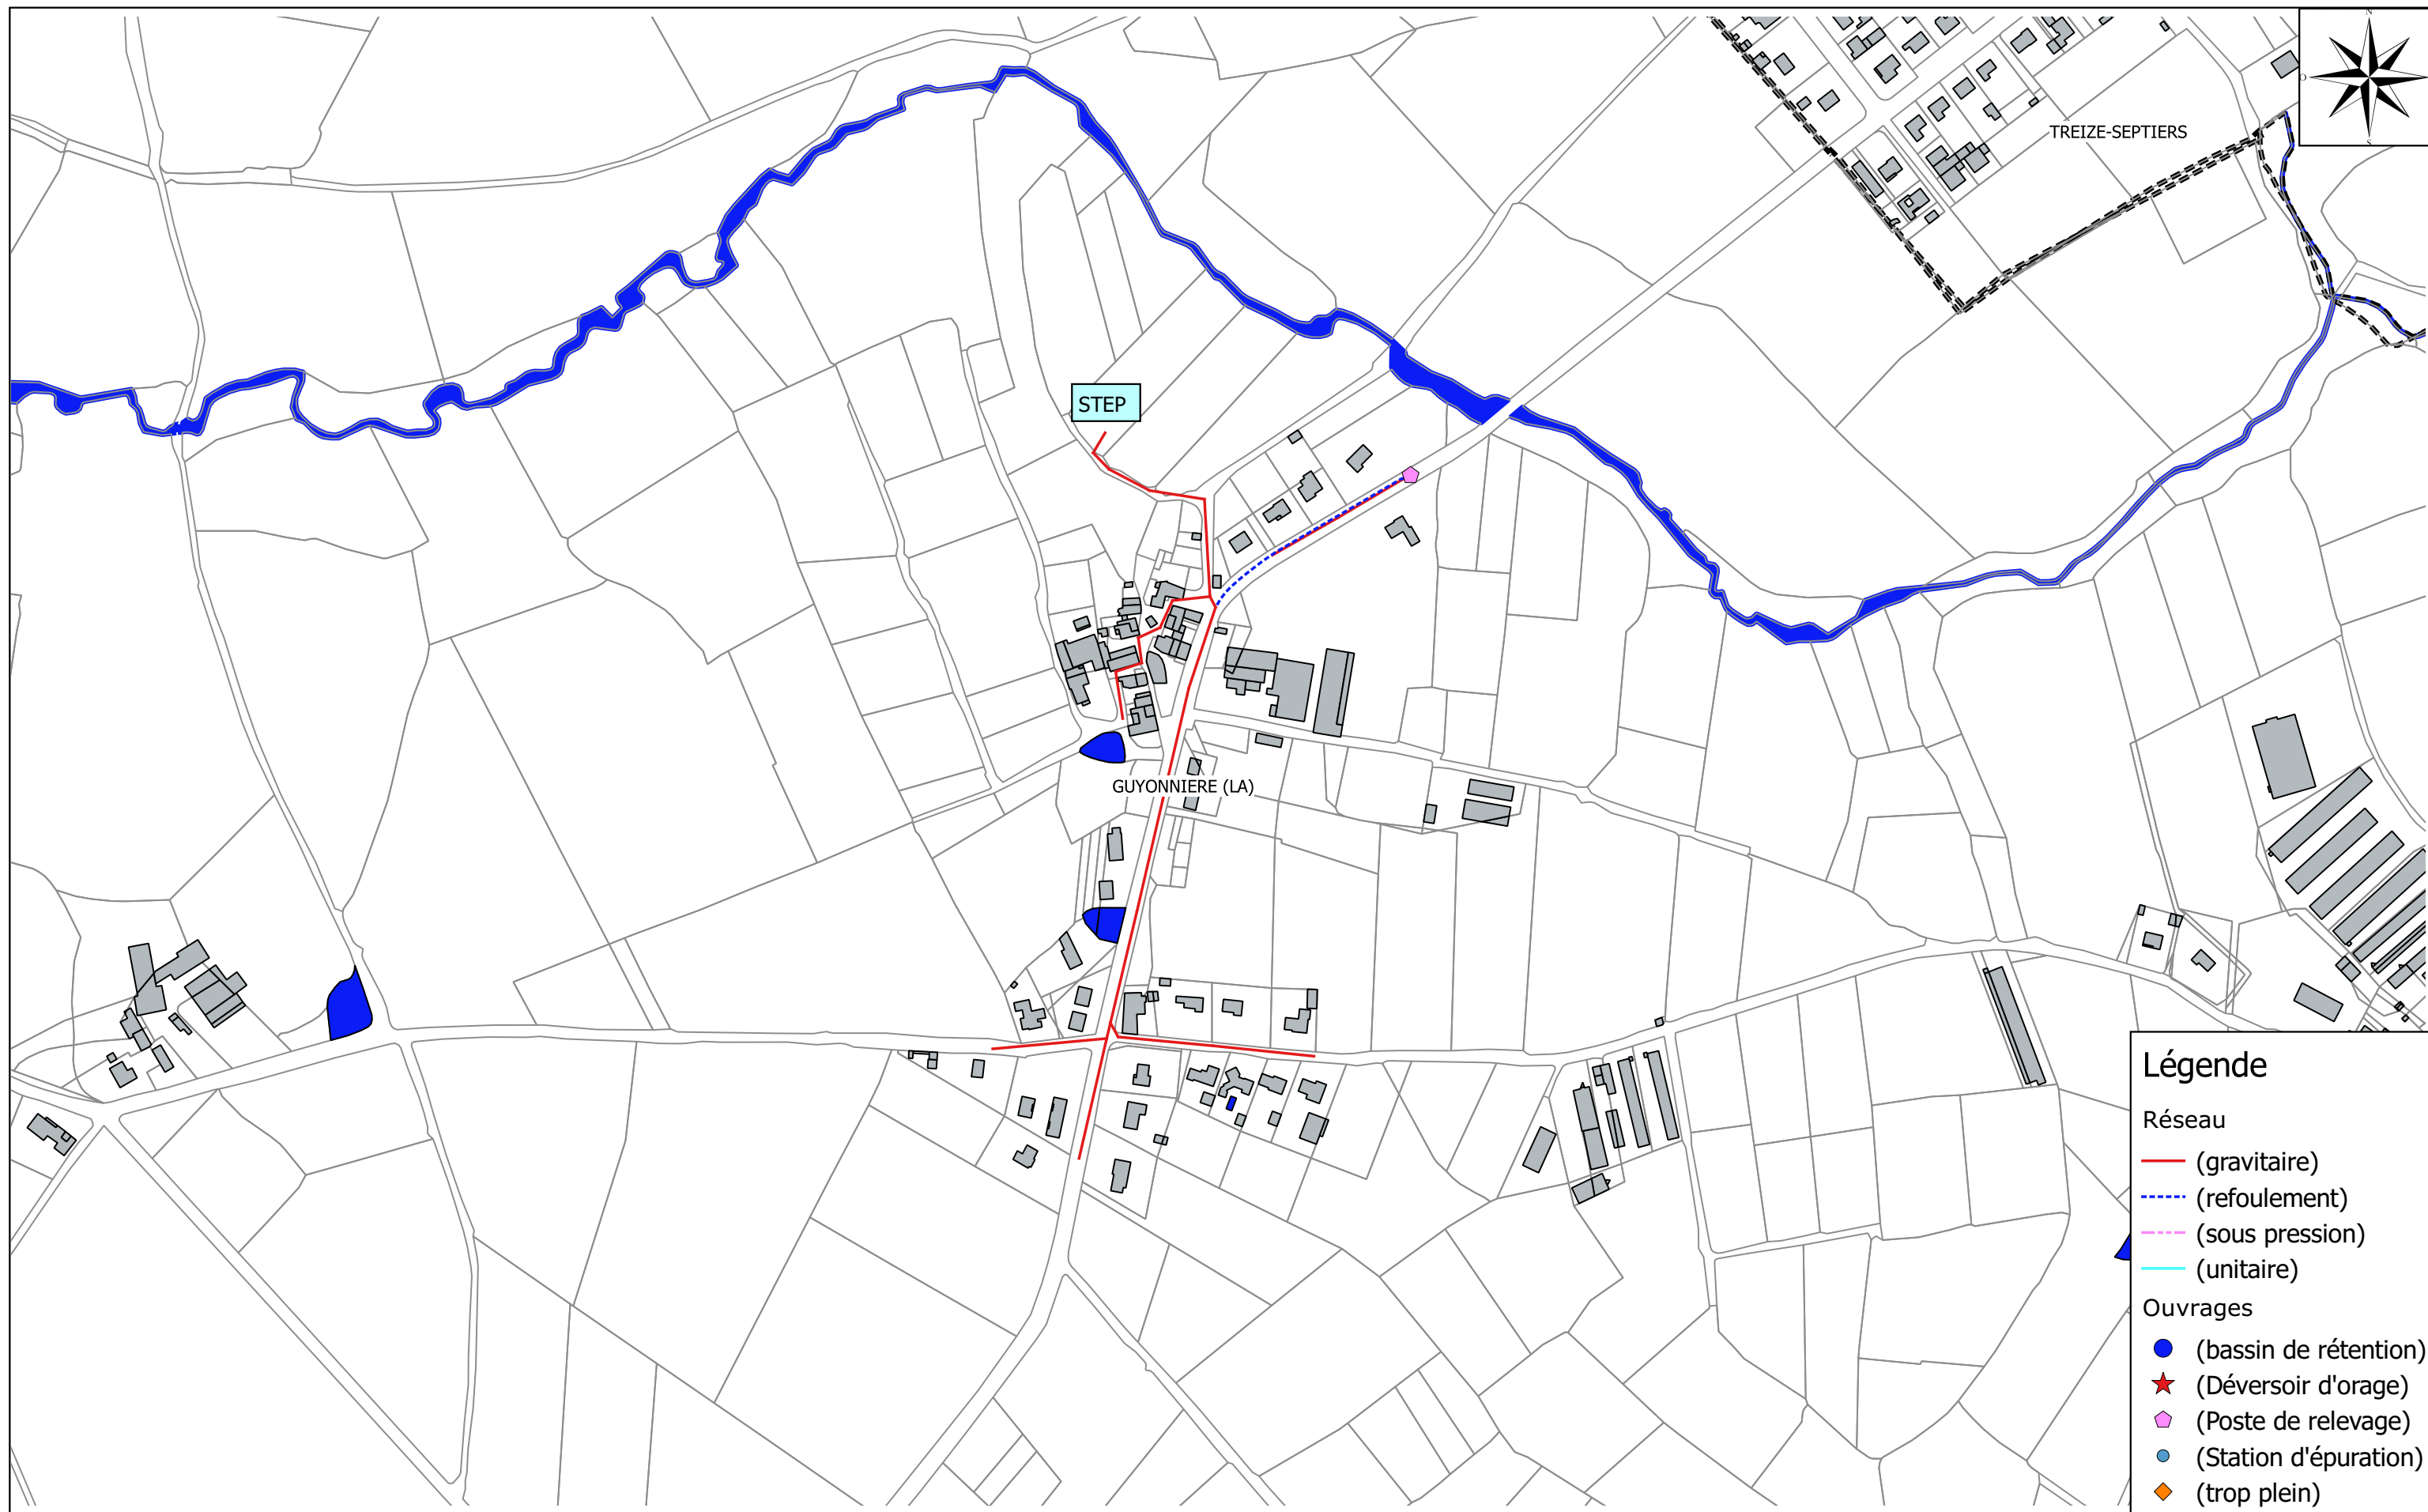 N
O
S
TREIZE-SEPTIERS
STEP
GUYONNIERE (LA)
Légende
Réseau
(gravitaire)
(refoulement)
(sous pression)
(unitaire)
Ouvrages
(bassin de rétention)
(Déversoir d'orage)
(Poste de relevage)
(Station d'épuration)
(trop plein)